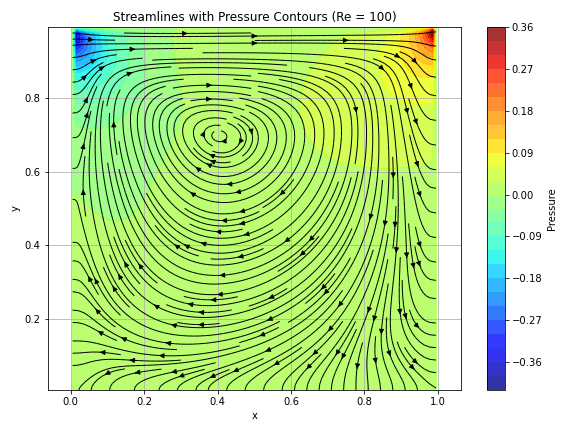 Streamlines with Pressure Contours (Re = 100)
0.8
0.6
0.4
0.2
y
0.0 0.2 0.4 0.6 0.8 1.0
x
0.36
0.27
0.18
0.09
0.00
−0.09
−0.18
−0.27
−0.36
Pressure